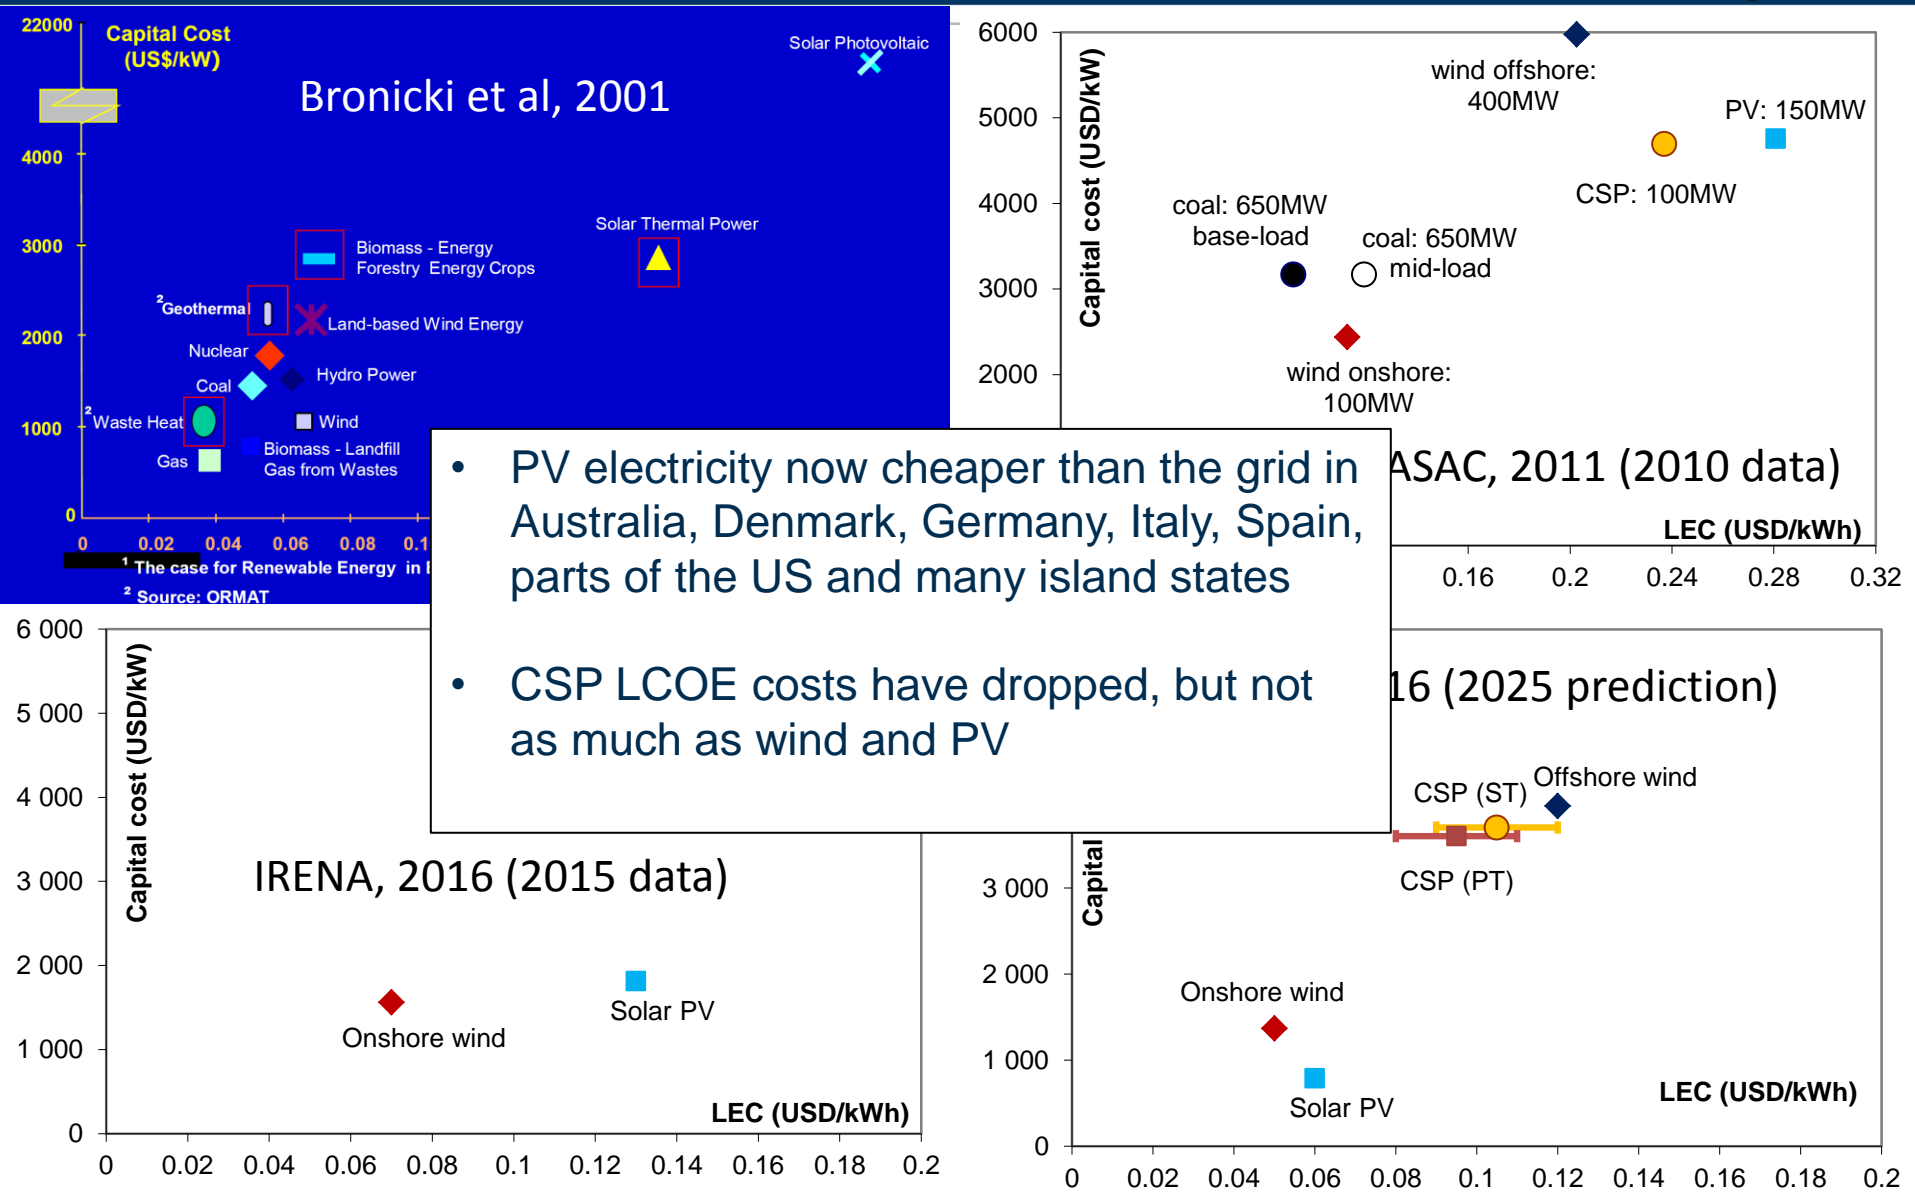 22000
Capital Cost
(US$/kW)
Solar Photovoltaic
Bronicki et al, 2001
4000
3000
2000
1000
0
Solar Thermal Power
Biomass - Energy
Forestry Energy Crops
²Geothermal
Land-based Wind Energy
Nuclear
Hydro Power
Coal
² Waste Heat
Wind
Gas
Biomass - Landfill
Gas from Wastes
0 0.02 0.04 0.06 0.08 0.1
¹ The case for Renewable Energy in
² Source: ORMAT
6000
5000
4000
3000
2000
Capital cost (USD/kW)
wind offshore:
400MW
PV: 150MW
CSP: 100MW
coal: 650MW
base-load
coal: 650MW
mid-load
wind onshore:
100MW
ASAC, 2011 (2010 data)
LEC (USD/kWh)
0.16 0.2 0.24 0.28 0.32
• PV electricity now cheaper than the grid in
Australia, Denmark, Germany, Italy, Spain,
parts of the US and many island states
• CSP LCOE costs have dropped, but not
as much as wind and PV
6 000
5 000
4 000
3 000
2 000
1 000
0
Capital cost (USD/kW)
IRENA, 2016 (2015 data)
Onshore wind
Solar PV
LEC (USD/kWh)
0 0.02 0.04 0.06 0.08 0.1 0.12 0.14 0.16 0.18 0.2
16 (2025 prediction)
CSP (ST)
Offshore wind
CSP (PT)
3 000
2 000
1 000
0
Capital
Onshore wind
Solar PV
LEC (USD/kWh)
0 0.02 0.04 0.06 0.08 0.1 0.12 0.14 0.16 0.18 0.2